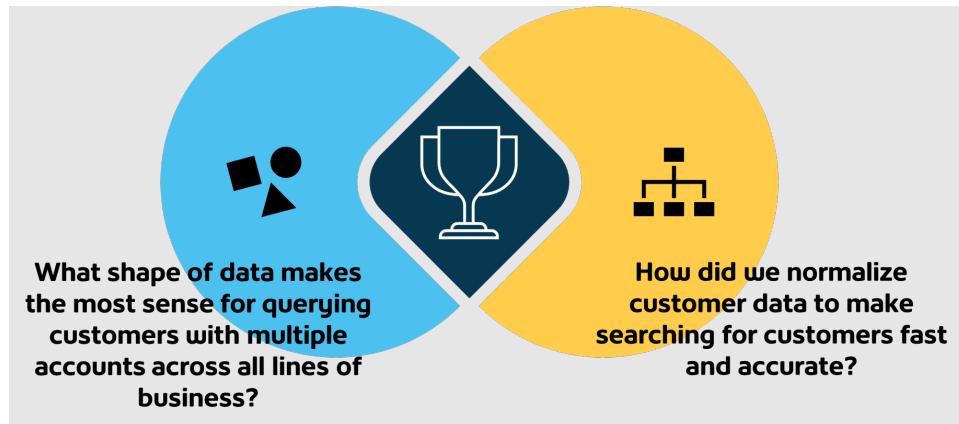 What shape of data makes
the most sense for querying
customers with multiple
accounts across all lines of
business?
How did we normalize
customer data to make
searching for customers fast
and accurate?